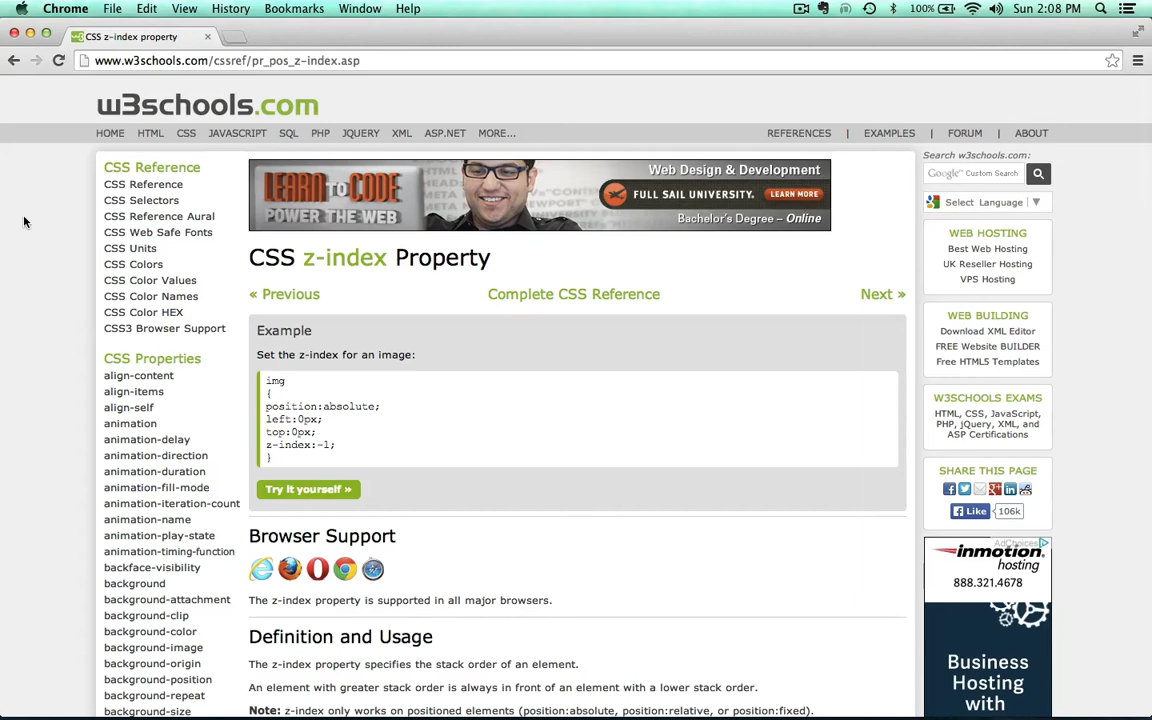 Chrome File Edit View History Bookmarks Window Help 100% Sun 2:08 PM
CSS z-index property
www.w3schools.com/cssref/pr_pos_z-index.asp
w3schools.com
HOME HTML CSS JAVASCRIPT SQL PHP JQUERY XML ASP.NET MORE... REFERENCES | EXAMPLES | FORUM | ABOUT
CSS Reference
CSS Reference
CSS Selectors
CSS Reference Aural
CSS Web Safe Fonts
CSS Units
CSS Colors
CSS Color Values
CSS Color Names
CSS Color HEX
CSS3 Browser Support
CSS Properties
align-content
align-items
align-self
animation
animation-delay
animation-direction
animation-duration
animation-fill-mode
animation-iteration-count
animation-name
animation-play-state
animation-timing-function
backface-visibility
background
background-attachment
background-clip
background-color
background-image
background-origin
background-position
background-repeat
background-size
LEARN TO CODE
POWER THE WEB
Web Design & Development
FULL SAIL UNIVERSITY. LEARN MORE
Bachelor's Degree – Online
CSS z-index Property
« Previous Complete CSS Reference Next »
Example
Set the z-index for an image:
img
{
position:absolute;
left:0px;
top:0px;
z-index:-1;
}
Try it yourself »
Browser Support
The z-index property is supported in all major browsers.
Definition and Usage
The z-index property specifies the stack order of an element.
An element with greater stack order is always in front of an element with a lower stack order.
Note: z-index only works on positioned elements (position:absolute, position:relative, or position:fixed).
Search w3schools.com:
Google™ Custom Search
Select Language ▼
WEB HOSTING
Best Web Hosting
UK Reseller Hosting
VPS Hosting
WEB BUILDING
Download XML Editor
FREE Website BUILDER
Free HTML5 Templates
W3SCHOOLS EXAMS
HTML, CSS, JavaScript,
PHP, jQuery, XML, and
ASP Certifications
SHARE THIS PAGE
Like 106k
AdChoices
inmotion
hosting
888.321.4678
Business
Hosting
with